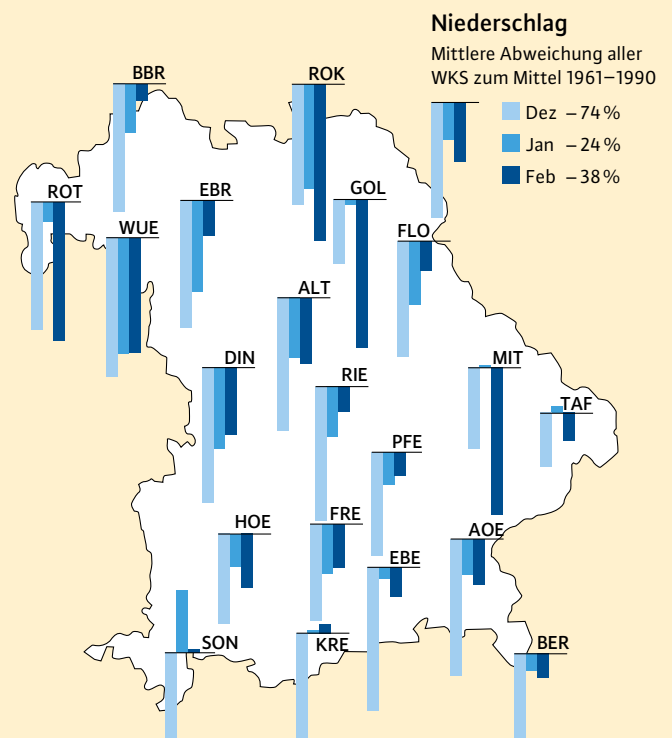 Niederschlag
Mittlere Abweichung aller
WKS zum Mittel 1961–1990
Dez –74 %
Jan –24 %
Feb –38 %
BBR
ROK
ROT
EBR
GOL
WUE
FLO
ALT
DIN
MIT
RIE
TAF
PFE
HOE
FRE
AOE
EBE
SON
KRE
BER